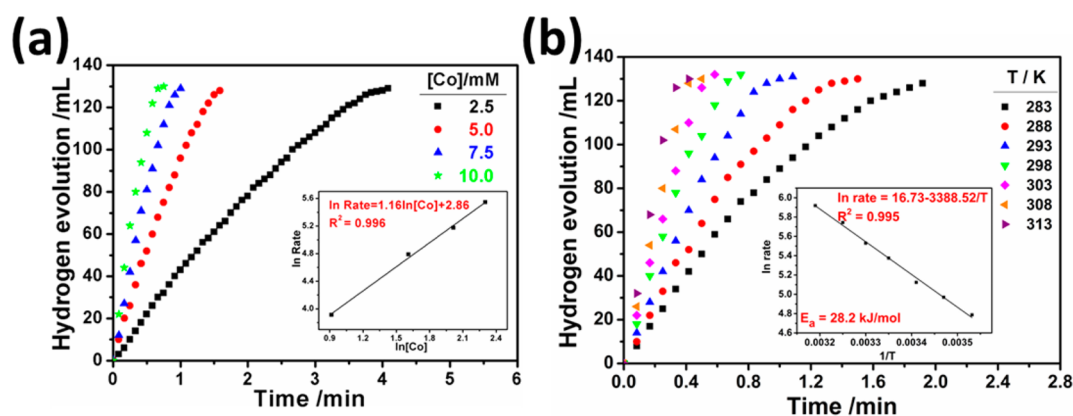 (a)
Hydrogen evolution /mL
140
120
100
80
60
40
20
0
[Co]/mM
2.5
5.0
7.5
10.0
ln Rate=1.16ln[Co]+2.86
R² = 0.996
ln Rate
5.6
4.8
4.0
0.9 1.2 1.5 1.8 2.1 2.4
ln[Co]
0 1 2 3 4 5 6
Time /min
(b)
Hydrogen evolution /mL
140
120
100
80
60
40
20
0
T / K
283
288
293
298
303
308
313
ln rate = 16.73-3388.52/T
R² = 0.995
Eₐ = 28.2 kJ/mol
ln rate
6.0
5.8
5.6
5.4
5.2
5.0
4.8
4.6
0.0032 0.0033 0.0034 0.0035
1/T
0.0 0.4 0.8 1.2 1.6 2.0 2.4 2.8
Time /min